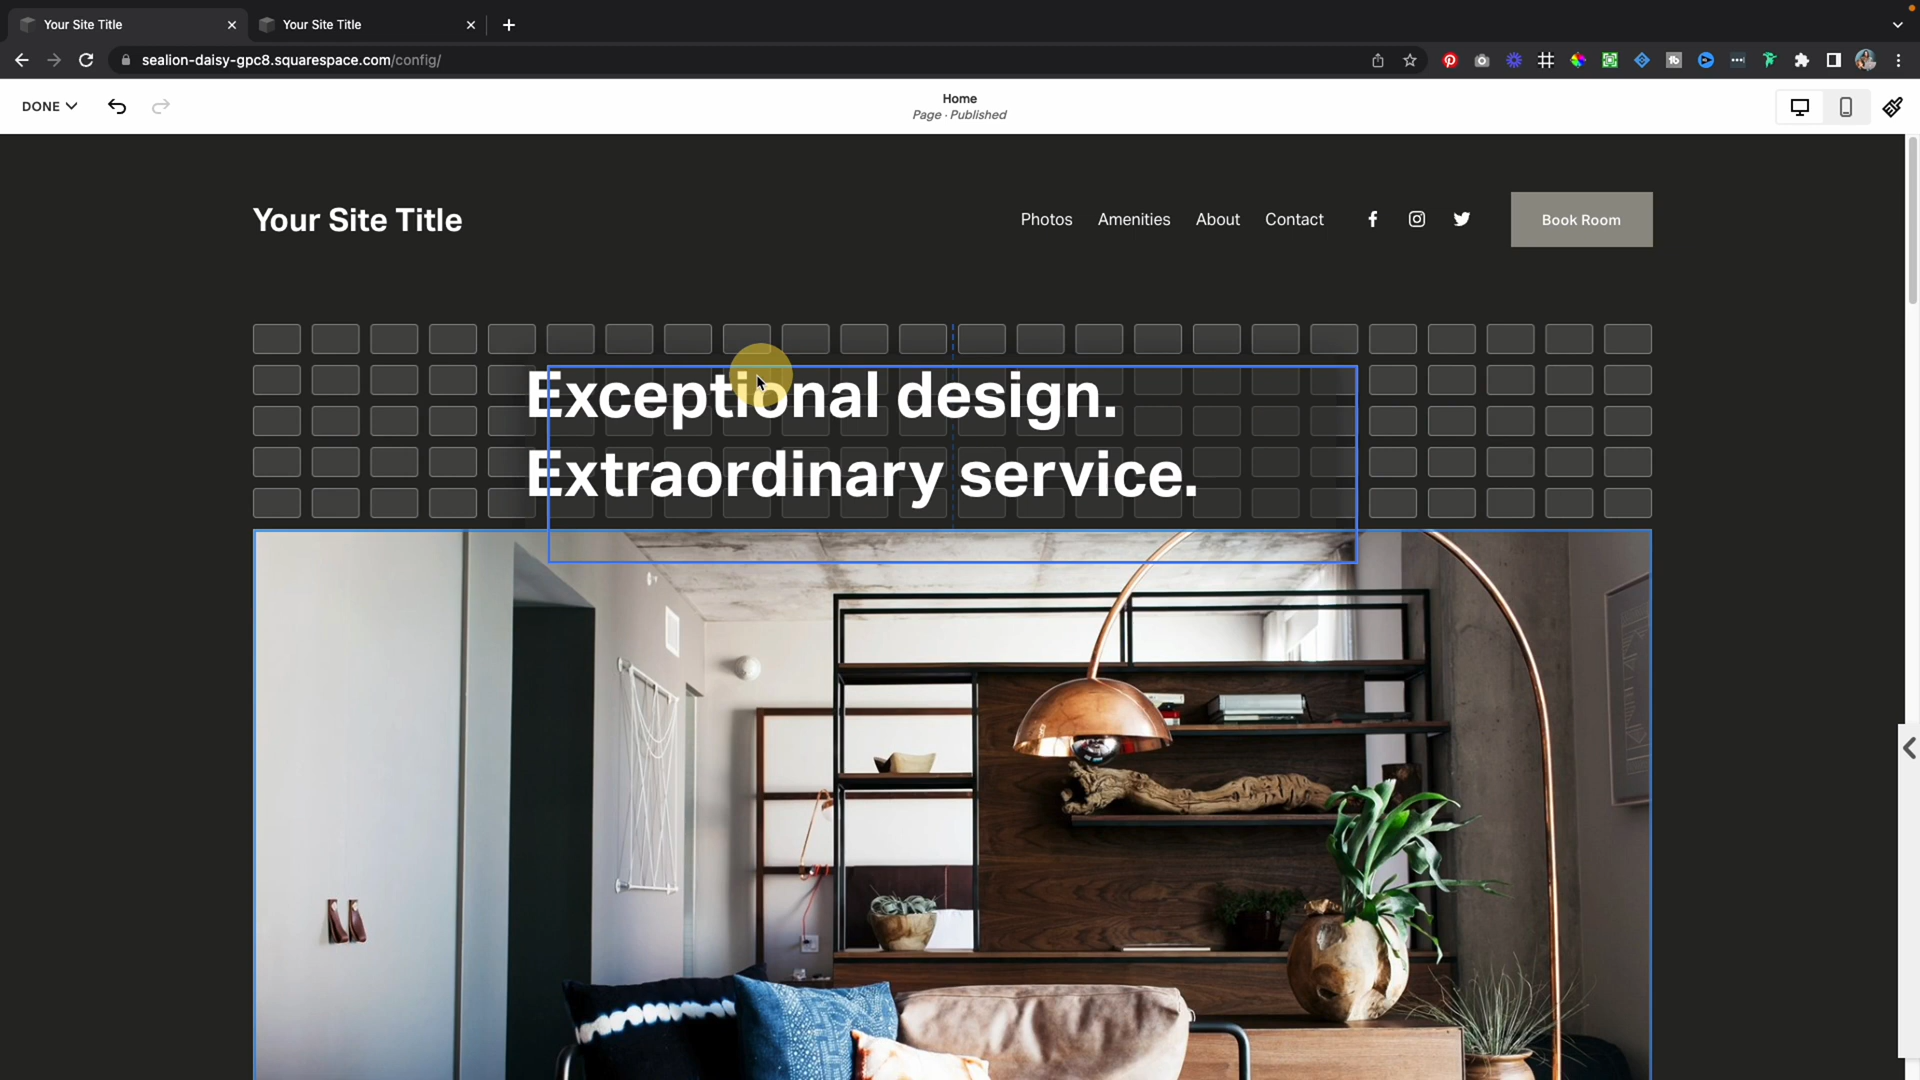 Your Site Title
Your Site Title
sealion-daisy-gpc8.squarespace.com/config/
DONE
Home
Page · Published
Your Site Title
Photos
Amenities
About
Contact
Book Room
Exceptional design.
Extraordinary service.